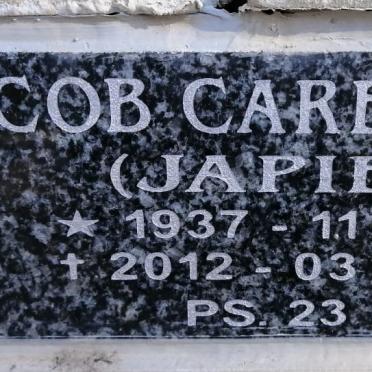 COB CARE
(JAPIE
★ 1937 - 11
✝ 2012 - 03
PS. 23